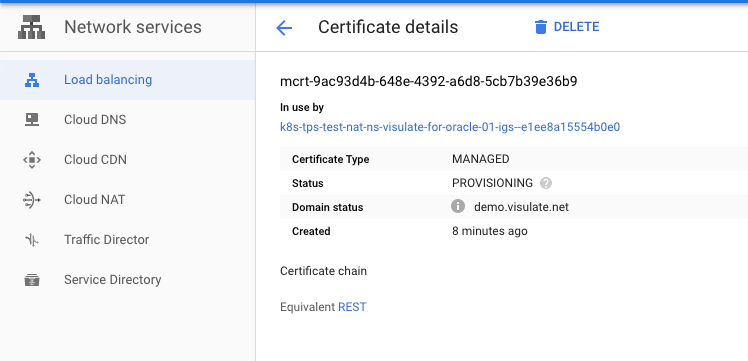 Network services
Certificate details
DELETE
Load balancing
Cloud DNS
Cloud CDN
Cloud NAT
Traffic Director
Service Directory
mcrt-9ac93d4b-648e-4392-a6d8-5cb7b39e36b9
In use by
k8s-tps-test-nat-ns-visulate-for-oracle-01-igs--e1ee8a15554b0e0
Certificate Type MANAGED
Status PROVISIONING
Domain status demo.visulate.net
Created 8 minutes ago
Certificate chain
Equivalent REST